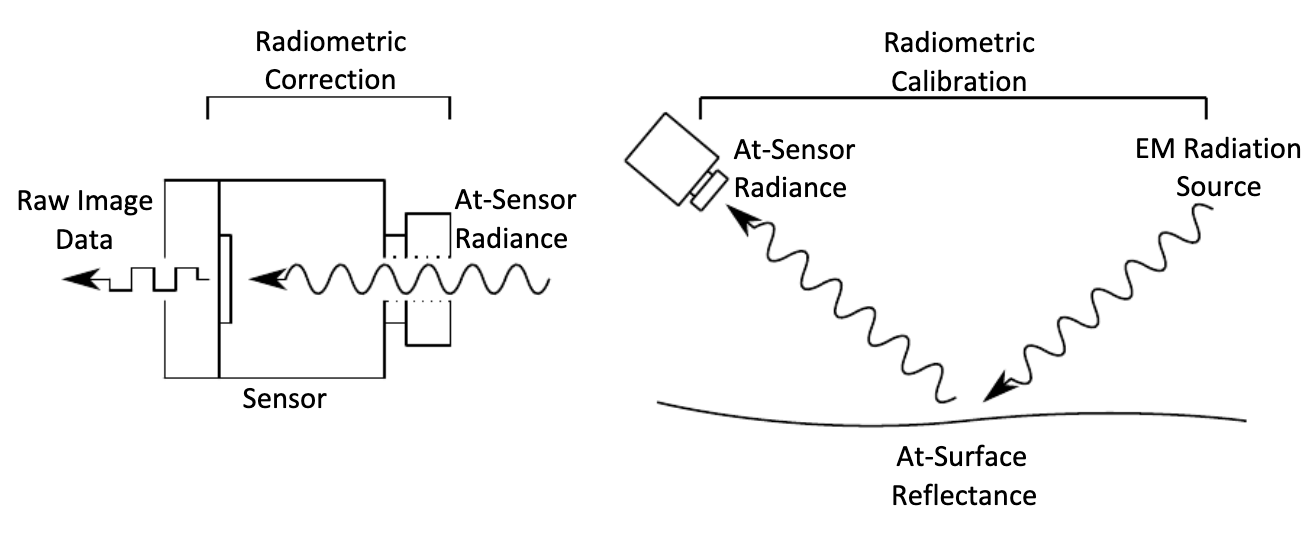 Radiometric
Correction
Raw Image
Data
At-Sensor
Radiance
Sensor
Radiometric
Calibration
At-Sensor
Radiance
EM Radiation
Source
At-Surface
Reflectance